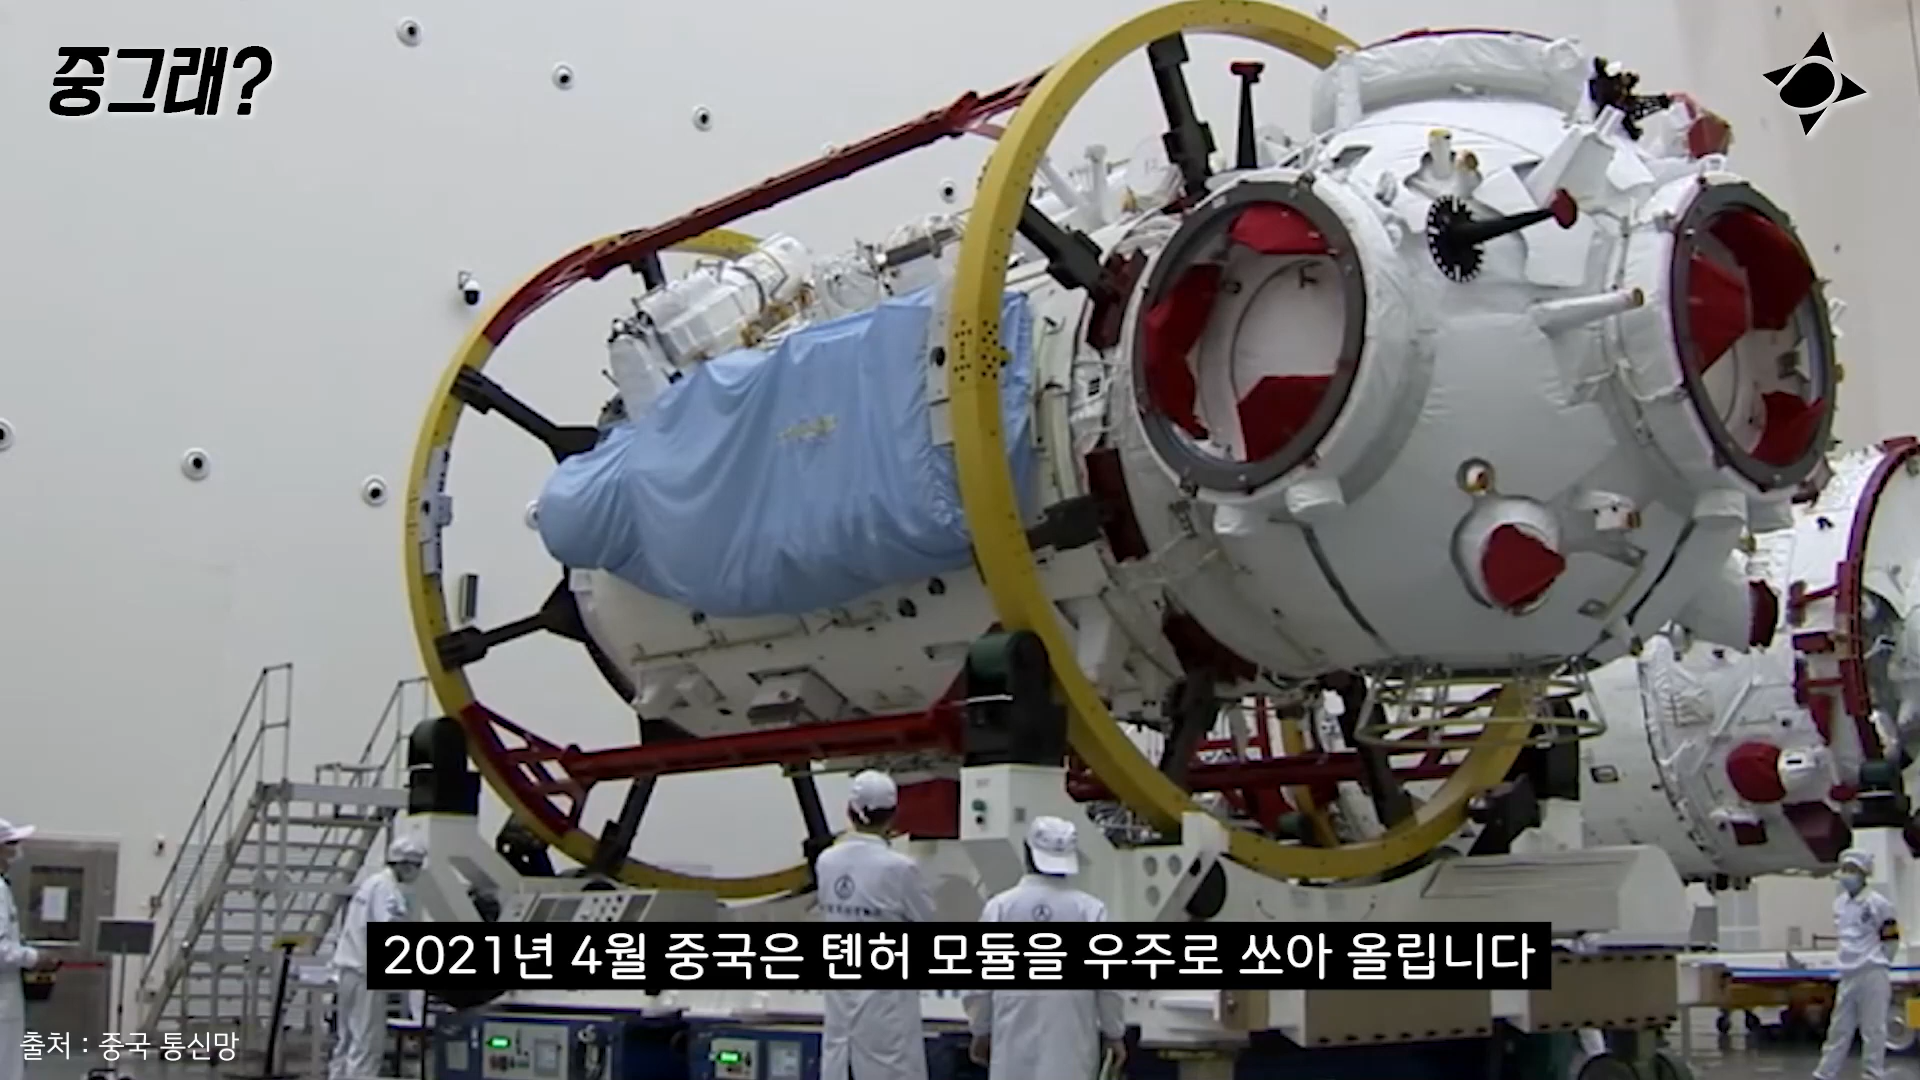 중그래?
2021년 4월 중국은 톈허 모듈을 우주로 쏘아 올립니다
출처 : 중국 통신망